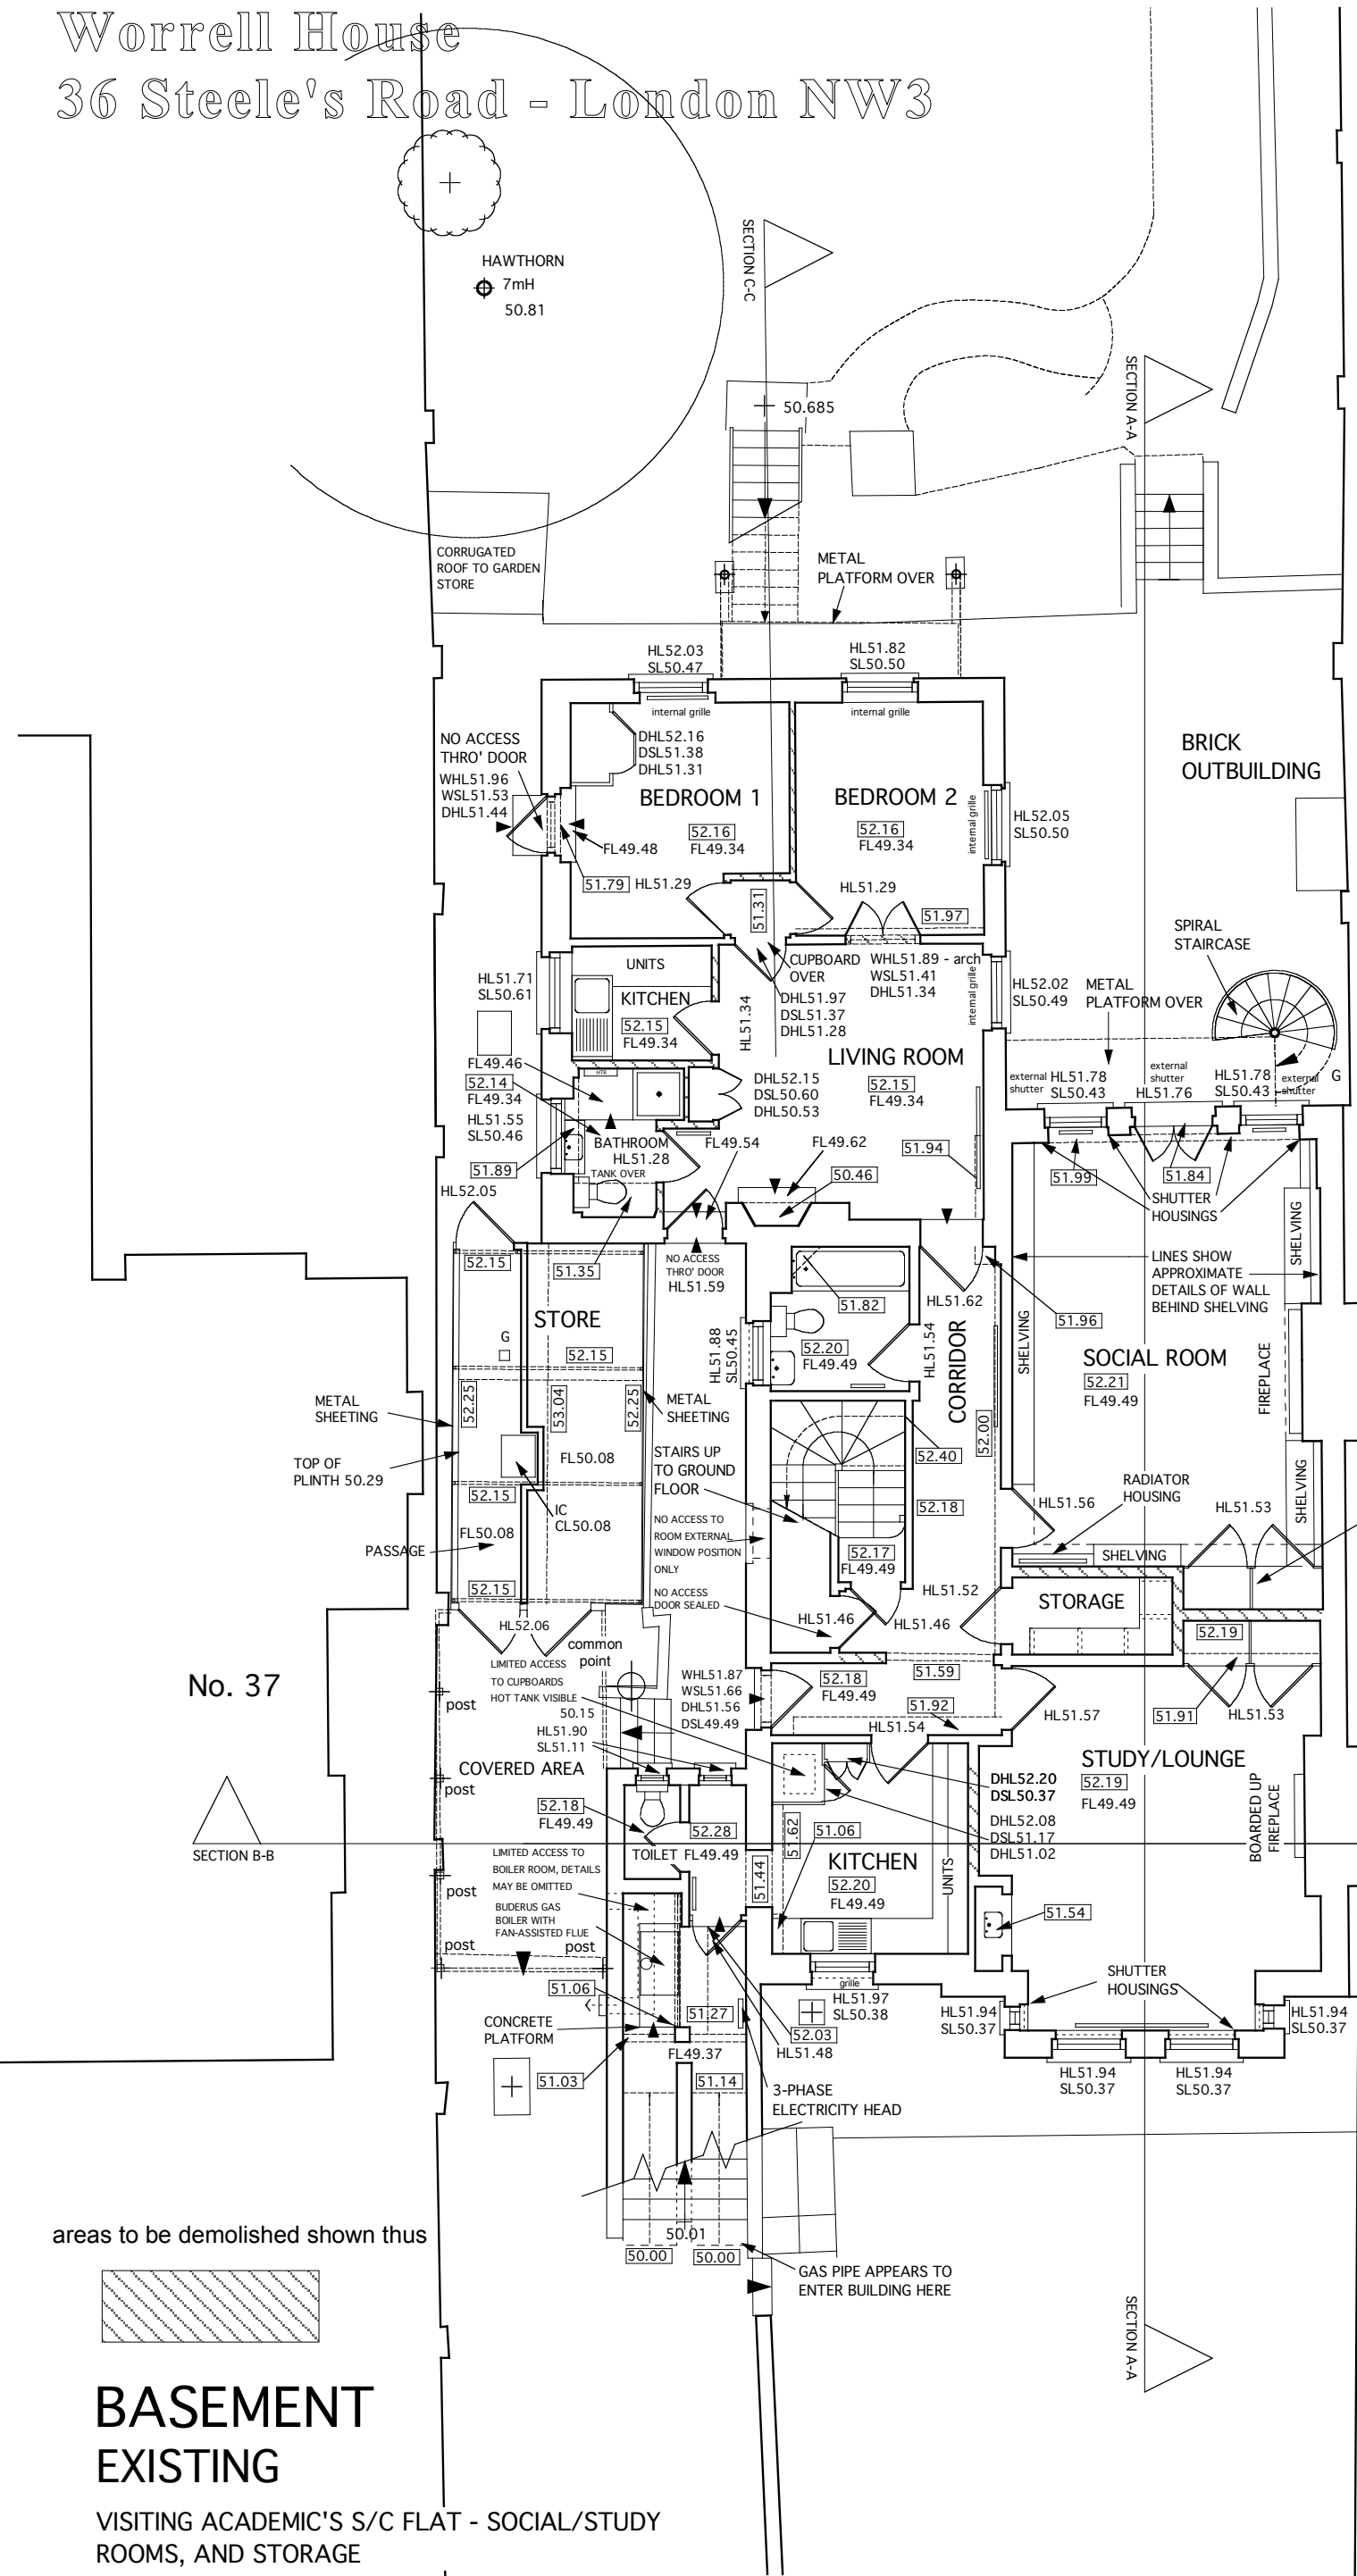 Worrell House
36 Steele's Road - London NW3
HAWTHORN
7mH
50.81
SECTION C-C
SECTION A-A
50.685
CORRUGATED
ROOF TO GARDEN
STORE
METAL
PLATFORM OVER
HL52.03
SL50.47
HL51.82
SL50.50
internal grille
internal grille
NO ACCESS
THRO' DOOR
WHL51.96
WSL51.53
DHL51.44
DHL52.16
DSL51.38
DHL51.31
BEDROOM 1
52.16
FL49.34
BEDROOM 2
52.16
FL49.34
internal grille
HL52.05
SL50.50
BRICK
OUTBUILDING
FL49.48
51.79
HL51.29
51.31
HL51.29
51.97
SPIRAL
STAIRCASE
UNITS
HL51.71
SL50.61
KITCHEN
52.15
FL49.34
HL51.34
CUPBOARD
OVER
DHL51.97
DSL51.37
DHL51.28
WHL51.89 - arch
WSL51.41
DHL51.34
internal grille
HL52.02
SL50.49
METAL
PLATFORM OVER
LIVING ROOM
52.15
FL49.34
FL49.46
52.14
FL49.34
HL51.55
SL50.46
HTR
DHL52.15
DSL50.60
DHL50.53
external
shutter
HL51.78
SL50.43
external
shutter
HL51.76
HL51.78
SL50.43
external
shutter
G
BATHROOM
HL51.28
TANK OVER
51.89
FL49.54
FL49.62
50.46
51.94
51.99
51.84
SHUTTER
HOUSINGS
HL52.05
52.15
51.35
NO ACCESS
THRO' DOOR
HL51.59
STORE
G
52.15
51.82
52.20
FL49.49
HL51.88
SL50.45
HL51.62
HL51.54
CORRIDOR
51.96
LINES SHOW
APPROXIMATE
DETAILS OF WALL
BEHIND SHELVING
SHELVING
SHELVING
SOCIAL ROOM
52.21
FL49.49
FIREPLACE
METAL
SHEETING
52.25
53.04
52.25
METAL
SHEETING
TOP OF
PLINTH 50.29
FL50.08
52.15
IC
CL50.08
FL50.08
PASSAGE
52.15
STAIRS UP
TO GROUND
FLOOR
52.40
52.00
52.18
NO ACCESS TO
ROOM EXTERNAL
WINDOW POSITION
ONLY
NO ACCESS
DOOR SEALED
52.17
FL49.49
RADIATOR
HOUSING
HL51.56
HL51.53
SHELVING
SHELVING
HL51.52
STORAGE
HL51.46
HL51.46
52.19
HL52.06
common
point
No. 37
LIMITED ACCESS
TO CUPBOARDS
HOT TANK VISIBLE
50.15
HL51.90
SL51.11
WHL51.87
WSL51.66
DHL51.56
DSL49.49
52.18
FL49.49
51.59
51.92
HL51.54
HL51.57
51.91
HL51.53
post
COVERED AREA
post
STUDY/LOUNGE
52.19
FL49.49
BOARDED UP
FIREPLACE
DHL52.20
DSL50.37
DHL52.08
DSL51.17
DHL51.02
52.18
FL49.49
52.28
TOILET
FL49.49
51.62
51.06
KITCHEN
52.20
FL49.49
UNITS
51.44
SECTION B-B
LIMITED ACCESS TO
BOILER ROOM, DETAILS
MAY BE OMITTED
BUDERUS GAS
BOILER WITH
FAN-ASSISTED FLUE
post
post
post
51.54
51.06
51.27
grille
HL51.97
SL50.38
SHUTTER
HOUSINGS
HL51.94
SL50.37
HL51.94
SL50.37
CONCRETE
PLATFORM
52.03
HL51.48
FL49.37
51.03
51.14
HL51.94
SL50.37
HL51.94
SL50.37
3-PHASE
ELECTRICITY HEAD
areas to be demolished shown thus
50.01
50.00
50.00
GAS PIPE APPEARS TO
ENTER BUILDING HERE
SECTION A-A
BASEMENT
EXISTING
VISITING ACADEMIC'S S/C FLAT - SOCIAL/STUDY
ROOMS, AND STORAGE